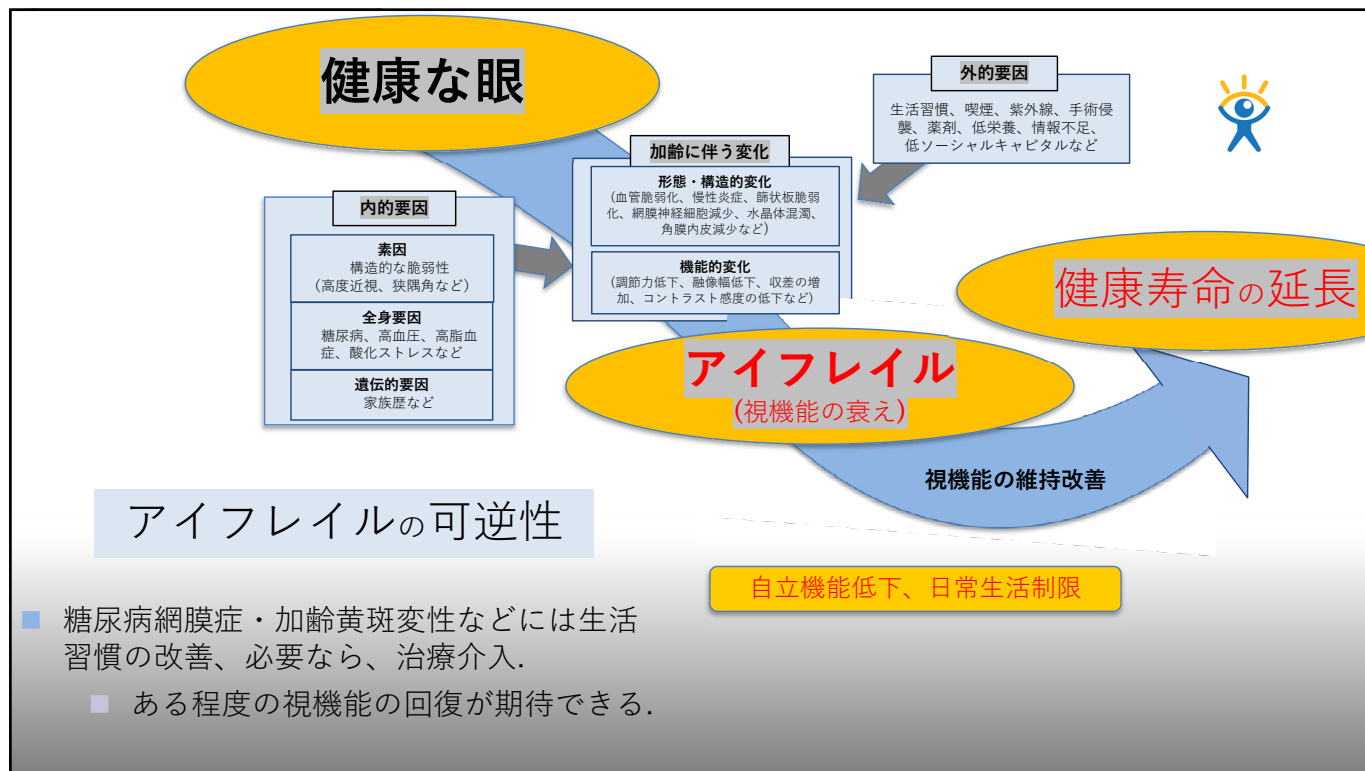 健康な眼
外的要因
生活習慣、喫煙、紫外線、手術侵
襲、薬剤、低栄養、情報不足、
低ソーシャルキャピタルなど
加齢に伴う変化
形態・構造的変化
(血管脆弱化、慢性炎症、篩状板脆弱
化、網膜神経細胞減少、水晶体混濁、
角膜内皮減少など)
機能的変化
(調節力低下、融像幅低下、収差の増
加、コントラスト感度の低下など)
内的要因
素因
構造的な脆弱性
(高度近視、狭隅角など)
全身要因
糖尿病、高血圧、高脂血
症、酸化ストレスなど
遺伝的要因
家族歴など
健康寿命の延長
アイフレイル
(視機能の衰え)
視機能の維持改善
アイフレイルの可逆性
自立機能低下、日常生活制限
糖尿病網膜症・加齢黄斑変性などには生活
習慣の改善、必要なら、治療介入.
ある程度の視機能の回復が期待できる.